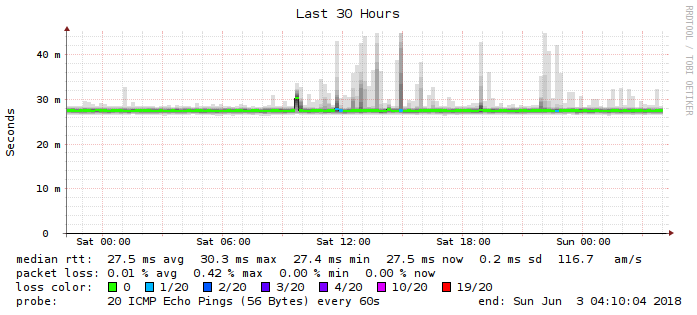 Last 30 Hours
RRDTOOL / TOBI OETIKER
Seconds
40 m
30 m
20 m
10 m
0
Sat 00:00 Sat 06:00 Sat 12:00 Sat 18:00 Sun 00:00
median rtt: 27.5 ms avg 30.3 ms max 27.4 ms min 27.5 ms now 0.2 ms sd 116.7 am/s
packet loss: 0.01 % avg 0.42 % max 0.00 % min 0.00 % now
loss color: 0 1/20 2/20 3/20 4/20 10/20 19/20
probe: 20 ICMP Echo Pings (56 Bytes) every 60s end: Sun Jun 3 04:10:04 2018